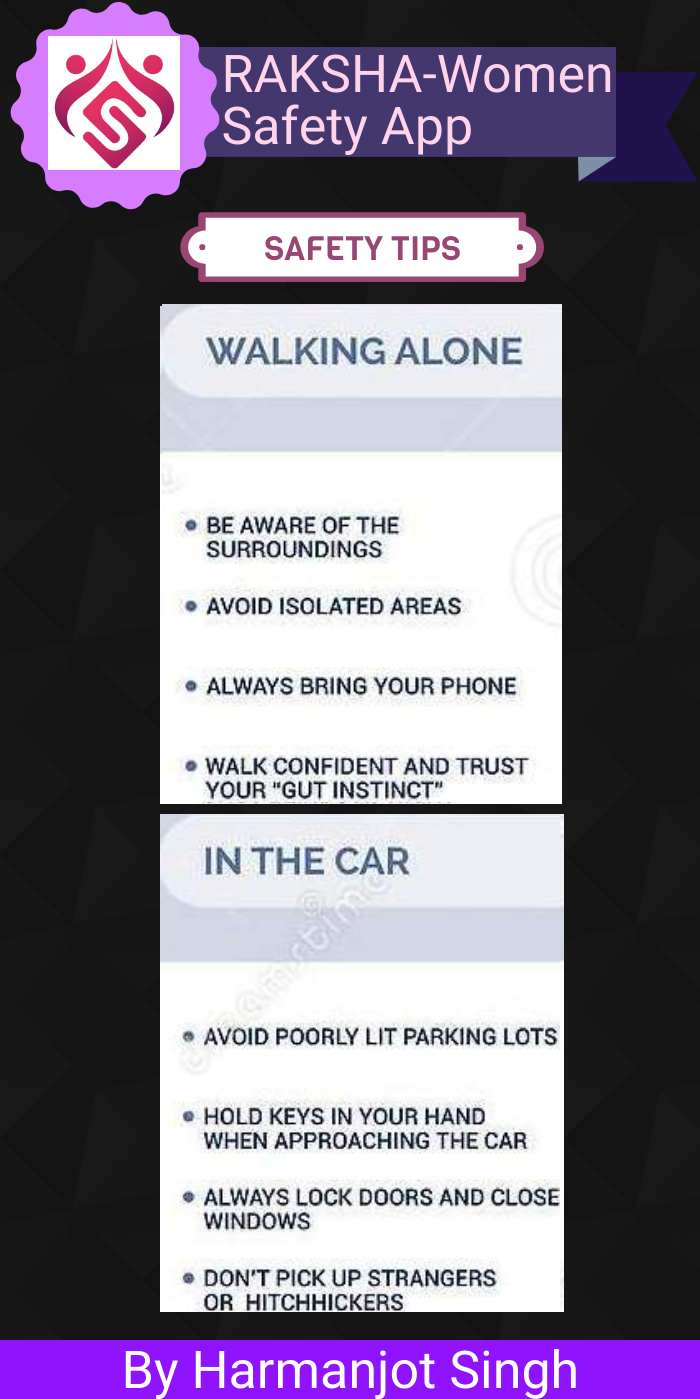 RAKSHA-Women
Safety App
SAFETY TIPS
WALKING ALONE
BE AWARE OF THE
SURROUNDINGS
AVOID ISOLATED AREAS
ALWAYS BRING YOUR PHONE
WALK CONFIDENT AND TRUST
YOUR “GUT INSTINCT”
IN THE CAR
AVOID POORLY LIT PARKING LOTS
HOLD KEYS IN YOUR HAND
WHEN APPROACHING THE CAR
ALWAYS LOCK DOORS AND CLOSE
WINDOWS
DON'T PICK UP STRANGERS
OR HITCHHICKERS
By Harmanjot Singh